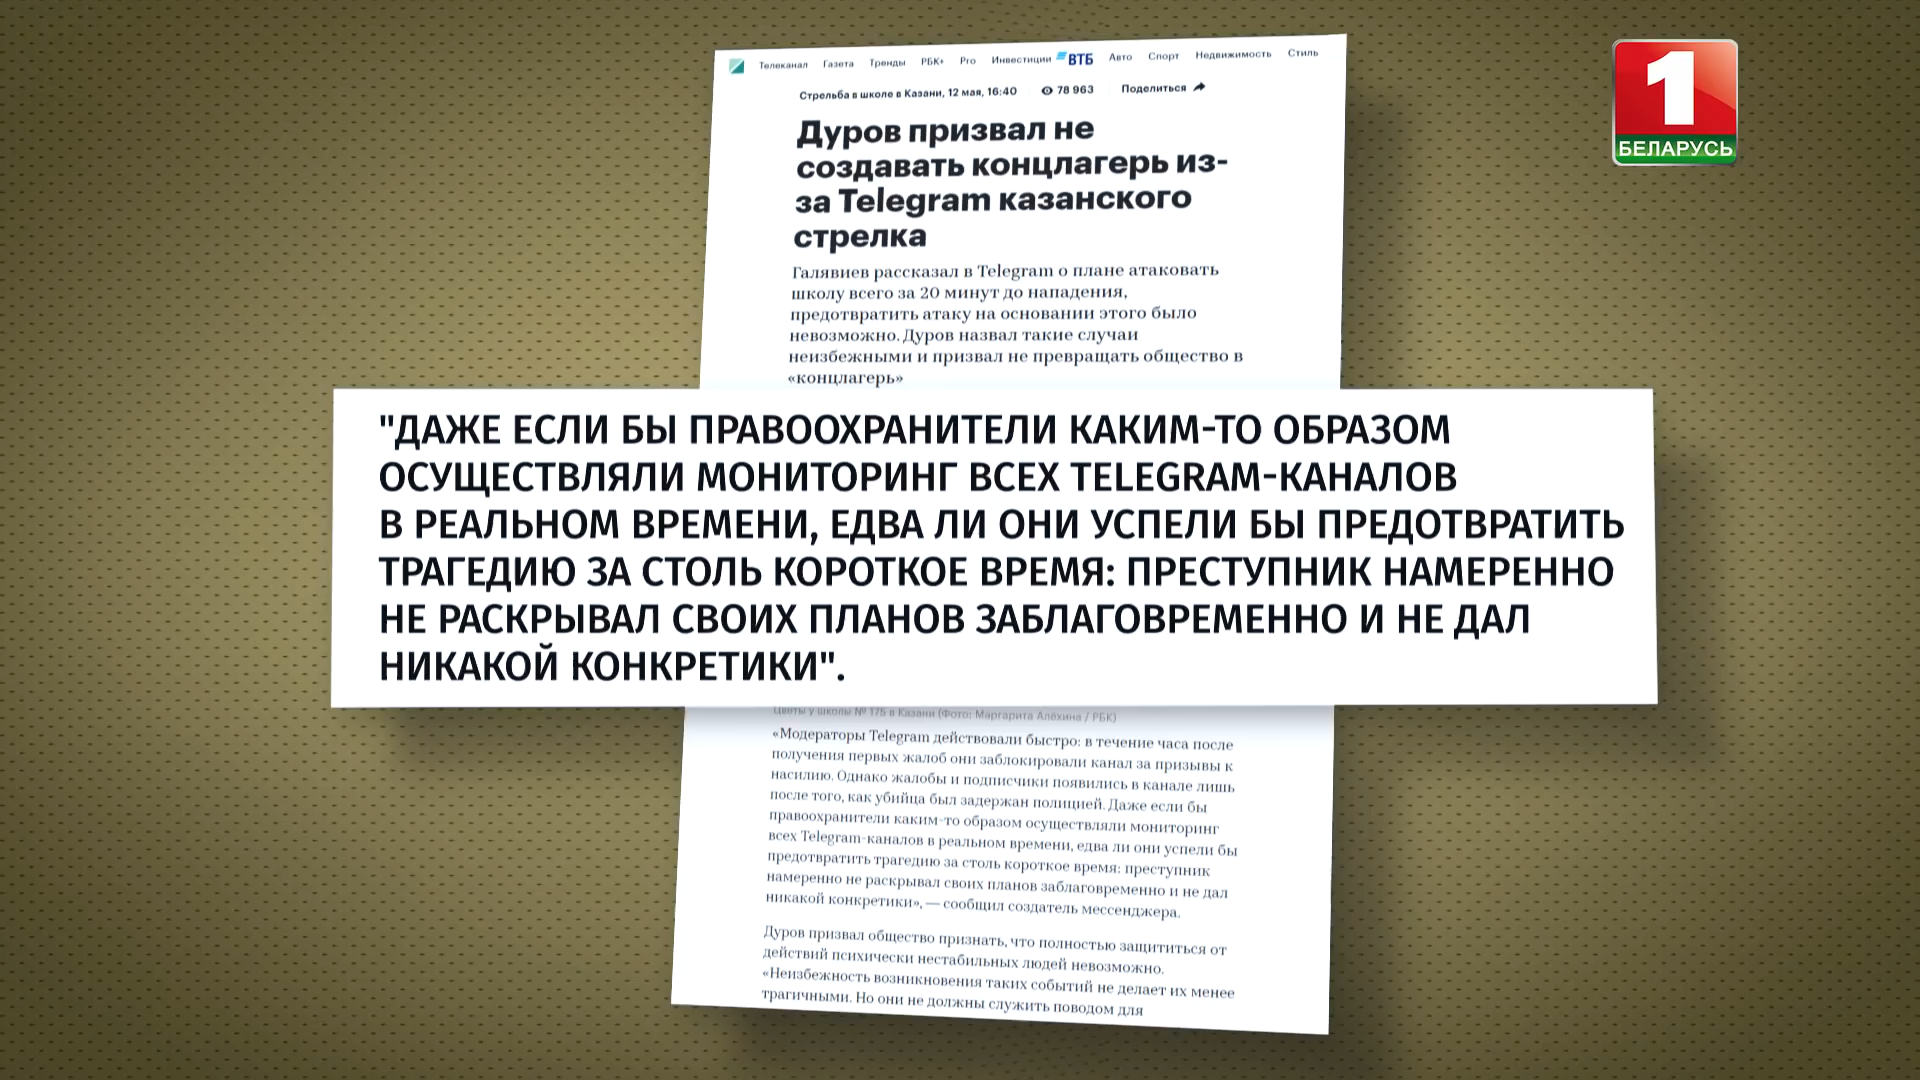 Телеканал Газета Тренды РБК+ Pro Инвестиции ВТБ Авто Спорт Недвижимость Стиль
1
БЕЛАРУСЬ
Стрельба в школе в Казани, 12 мая, 16:40 78 963 Поделиться
Дуров призвал не
создавать концлагерь из-
за Telegram казанского
стрелка
Галявиев рассказал в Telegram о плане атаковать
школу всего за 20 минут до нападения,
предотвратить атаку на основании этого было
невозможно. Дуров назвал такие случаи
неизбежными и призвал не превращать общество в
«концлагерь»
"ДАЖЕ ЕСЛИ БЫ ПРАВООХРАНИТЕЛИ КАКИМ-ТО ОБРАЗОМ
ОСУЩЕСТВЛЯЛИ МОНИТОРИНГ ВСЕХ TELEGRAM-КАНАЛОВ
В РЕАЛЬНОМ ВРЕМЕНИ, ЕДВА ЛИ ОНИ УСПЕЛИ БЫ ПРЕДОТВРАТИТЬ
ТРАГЕДИЮ ЗА СТОЛЬ КОРОТКОЕ ВРЕМЯ: ПРЕСТУПНИК НАМЕРЕННО
НЕ РАСКРЫВАЛ СВОИХ ПЛАНОВ ЗАБЛАГОВРЕМЕННО И НЕ ДАЛ
НИКАКОЙ КОНКРЕТИКИ".
Цветы у школы № 175 в Казани (Фото: Маргарита Алехина / РБК)
«Модераторы Telegram действовали быстро: в течение часа после
получения первых жалоб они заблокировали канал за призывы к
насилию. Однако жалобы и подписчики появились в канале лишь
после того, как убийца был задержан полицией. Даже если бы
правоохранители каким-то образом осуществляли мониторинг
всех Telegram-каналов в реальном времени, едва ли они успели бы
предотвратить трагедию за столь короткое время: преступник
намеренно не раскрывал своих планов заблаговременно и не дал
никакой конкретики», — сообщил создатель мессенджера.
Дуров призвал общество признать, что полностью защититься от
действий психически нестабильных людей невозможно.
«Неизбежность возникновения таких событий не делает их менее
трагичными. Но они не должны служить поводом для